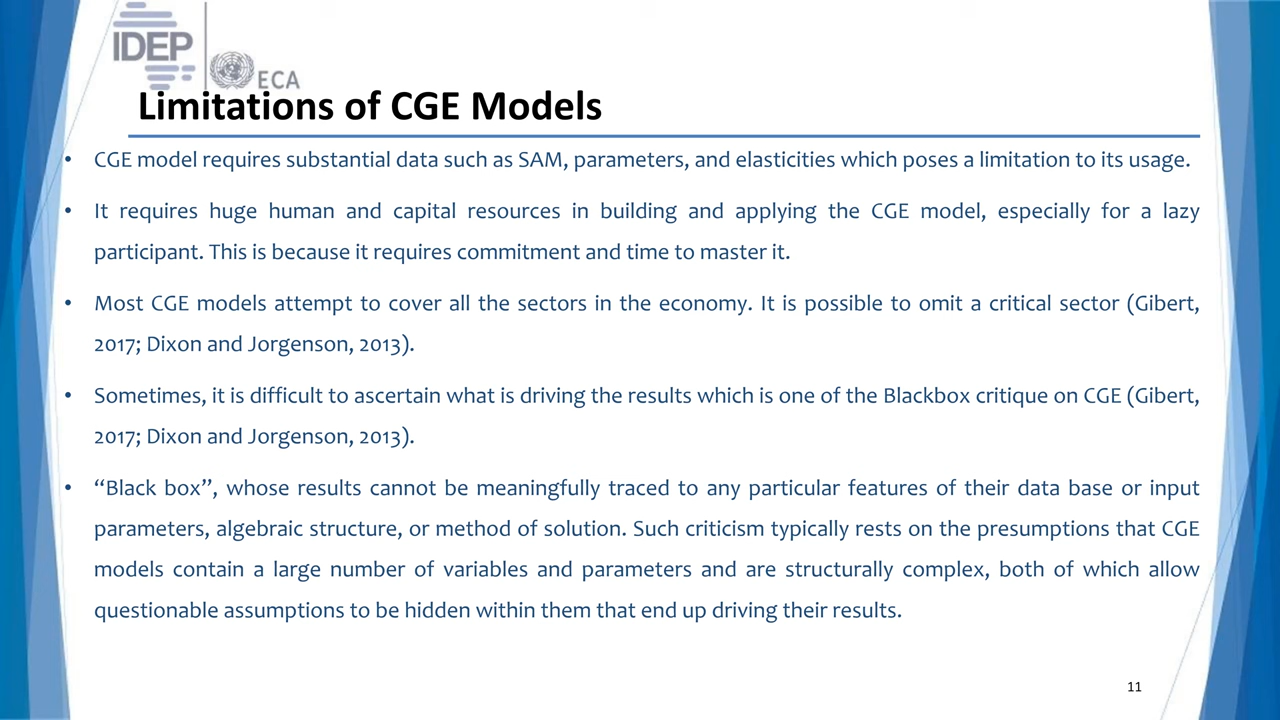 IDEP
ECA
Limitations of CGE Models
• CGE model requires substantial data such as SAM, parameters, and elasticities which poses a limitation to its usage.
• It requires huge human and capital resources in building and applying the CGE model, especially for a lazy
participant. This is because it requires commitment and time to master it.
• Most CGE models attempt to cover all the sectors in the economy. It is possible to omit a critical sector (Gibert,
2017; Dixon and Jorgenson, 2013).
• Sometimes, it is difficult to ascertain what is driving the results which is one of the Blackbox critique on CGE (Gibert,
2017; Dixon and Jorgenson, 2013).
• “Black box”, whose results cannot be meaningfully traced to any particular features of their data base or input
parameters, algebraic structure, or method of solution. Such criticism typically rests on the presumptions that CGE
models contain a large number of variables and parameters and are structurally complex, both of which allow
questionable assumptions to be hidden within them that end up driving their results.
11